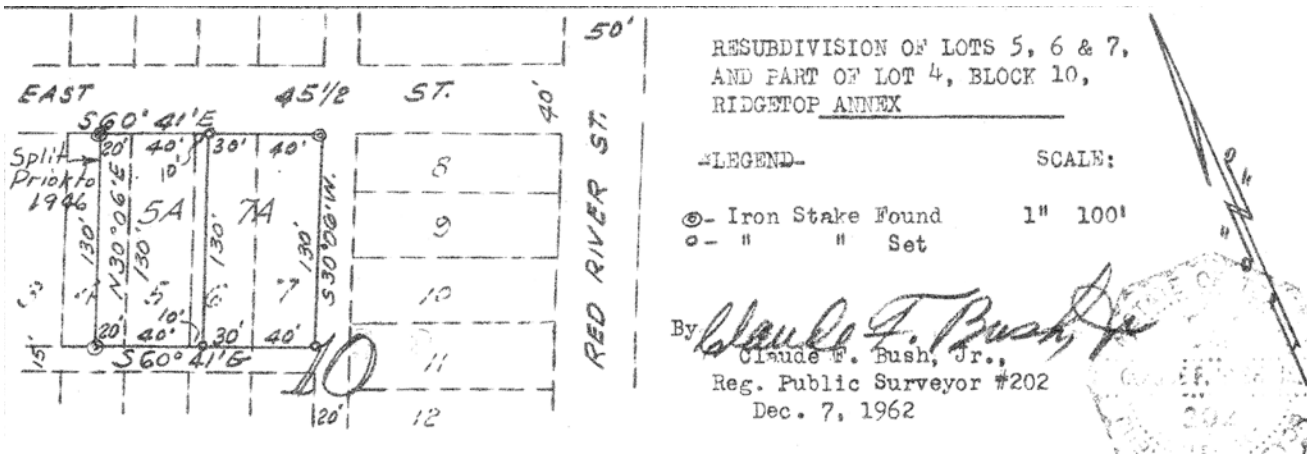 50'
EAST 45 1/2 ST.
40'
S60° 41'E
20' 40' 30' 40'
10'
Split
Prior to
1946
5A 7A
8
9
10
11
12
130' N30°06'E 130' 130' 130' S30°06'W.
4 5 6 7
10'
20' 40' 30' 40'
S60° 41'E
15'
10
20'
RED RIVER ST.
RESUBDIVISION OF LOTS 5, 6 & 7,
AND PART OF LOT 4, BLOCK 10,
RIDGETOP ANNEX
-LEGEND- SCALE:
- Iron Stake Found 1" 100'
- " " Set
By Claude F. Bush, Jr
Claude F. Bush, Jr.,
Reg. Public Surveyor #202
Dec. 7, 1962